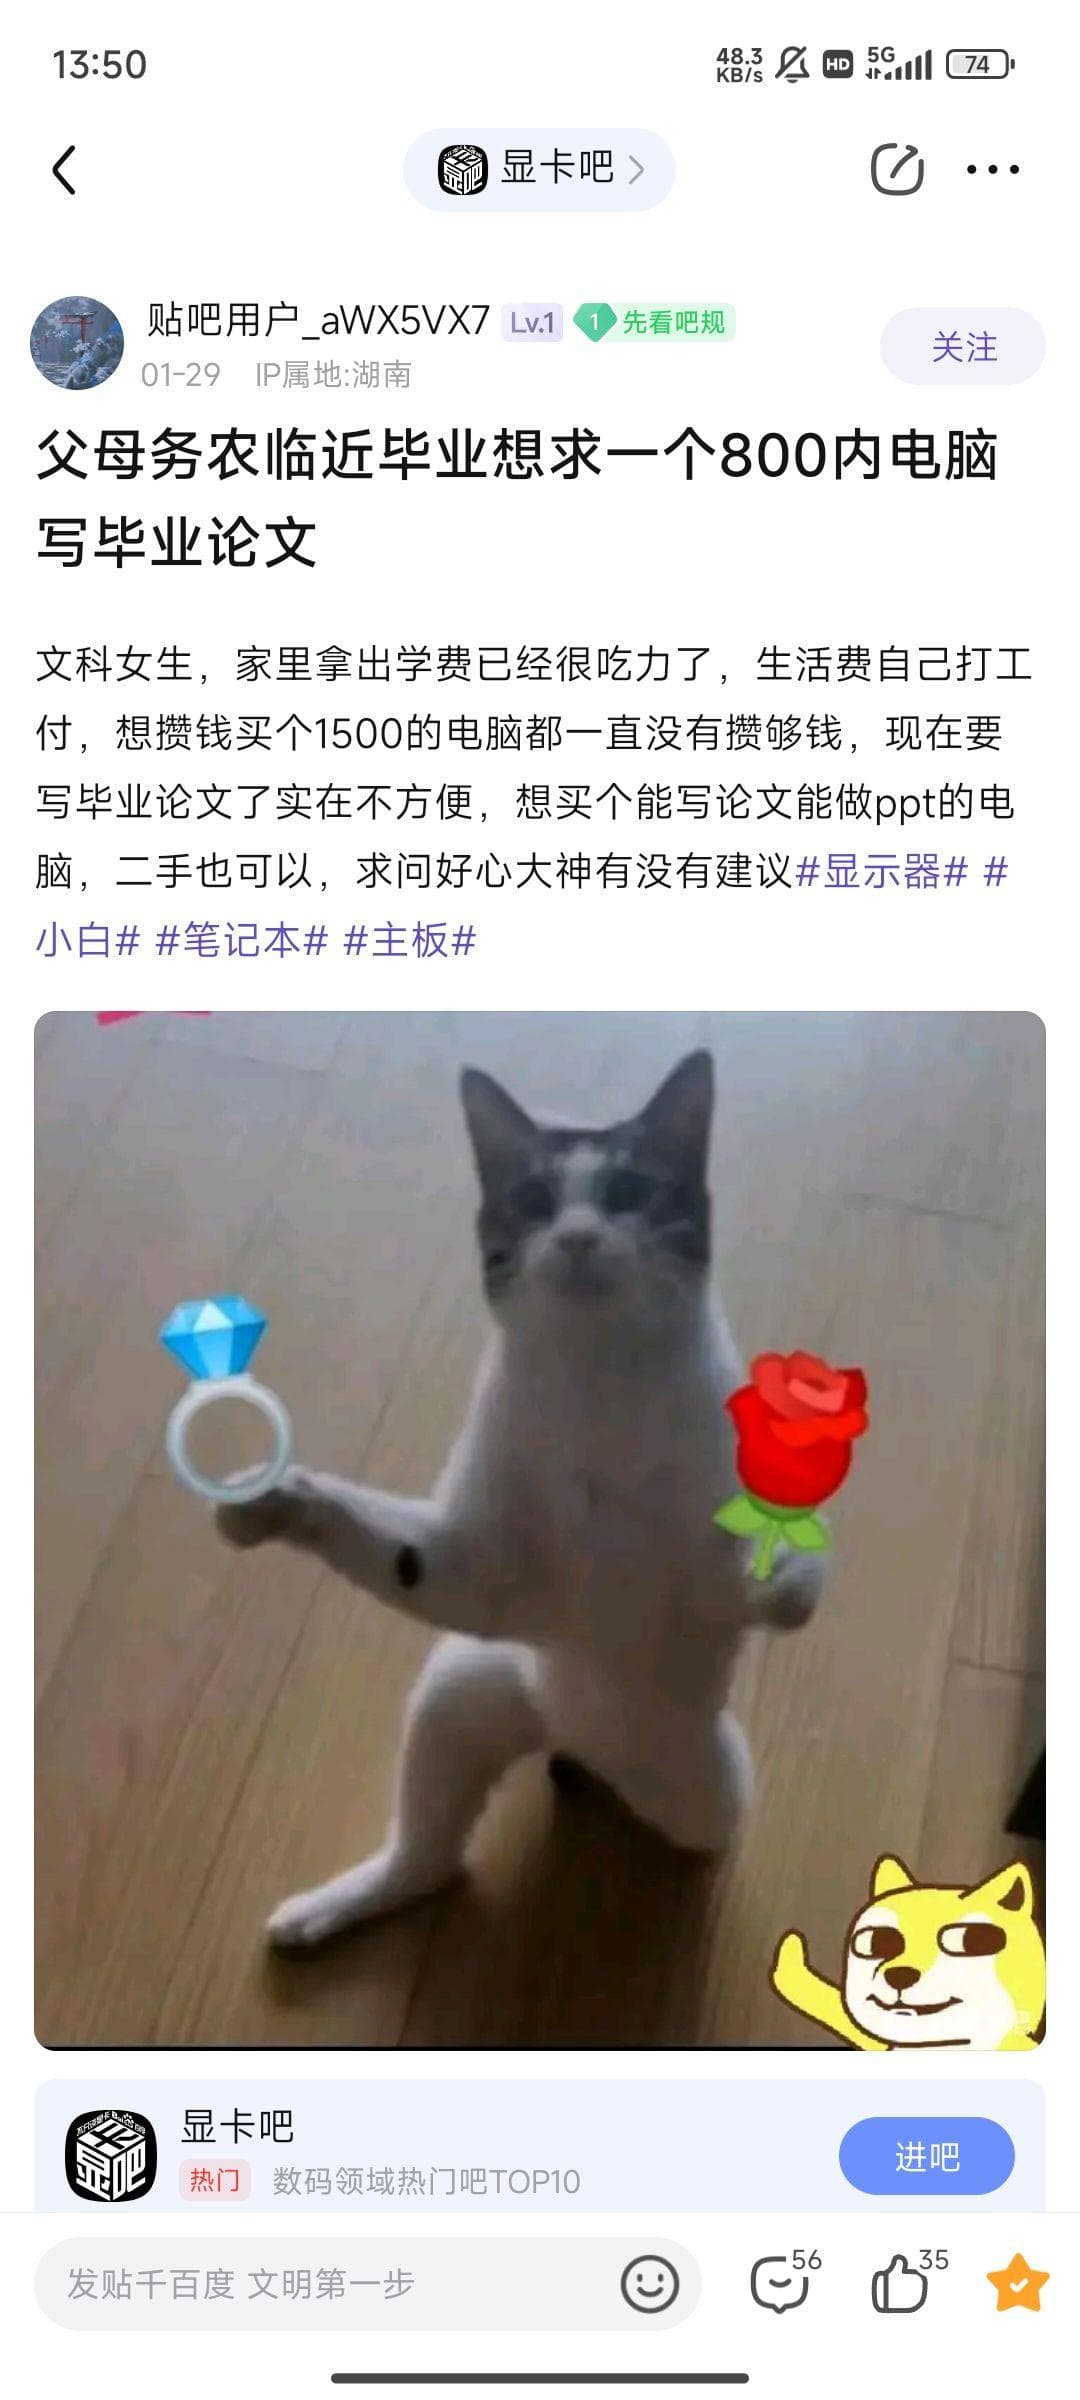 13:50
48.3 KB/s
HD
5G
74
显卡吧
贴吧用户_aWX5VX7 Lv.1 1 先看吧规
关注
01-29 IP属地:湖南
父母务农临近毕业想求一个800内电脑
写毕业论文
文科女生，家里拿出学费已经很吃力了，生活费自己打工
付，想攒钱买个1500的电脑都一直没有攒够钱，现在要
写毕业论文了实在不方便，想买个能写论文能做ppt的电
脑，二手也可以，求问好心大神有没有建议#显示器# #
小白# #笔记本# #主板#
显卡吧
热门 数码领域热门吧TOP10
进吧
发贴千百度 文明第一步
56
35